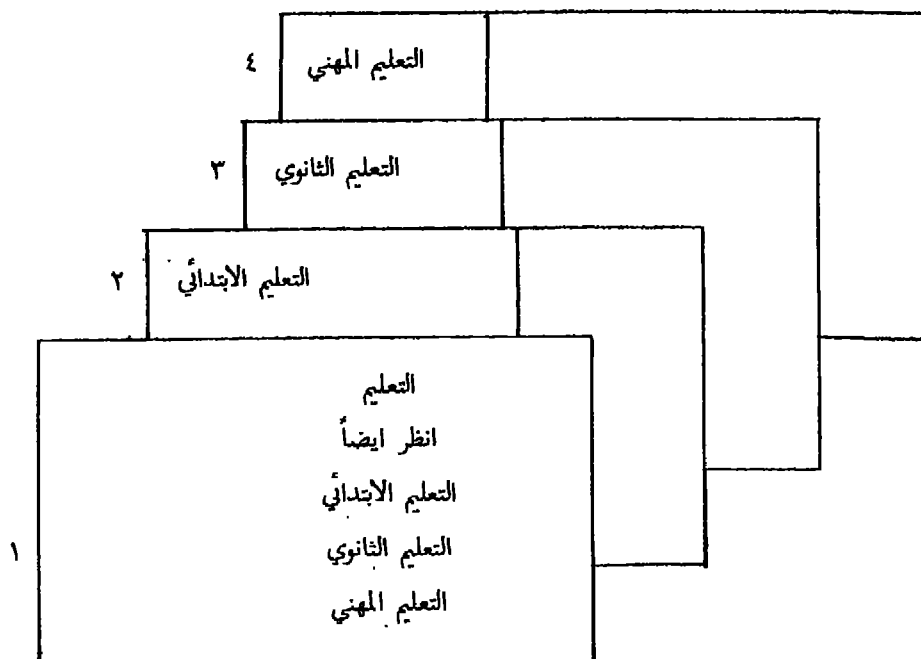 ٤ التعليم المهني
٣ التعليم الثانوي
٢ التعليم الابتدائي
التعليم
انظر ايضاً
التعليم الابتدائي
١ التعليم الثانوي
التعليم المهني